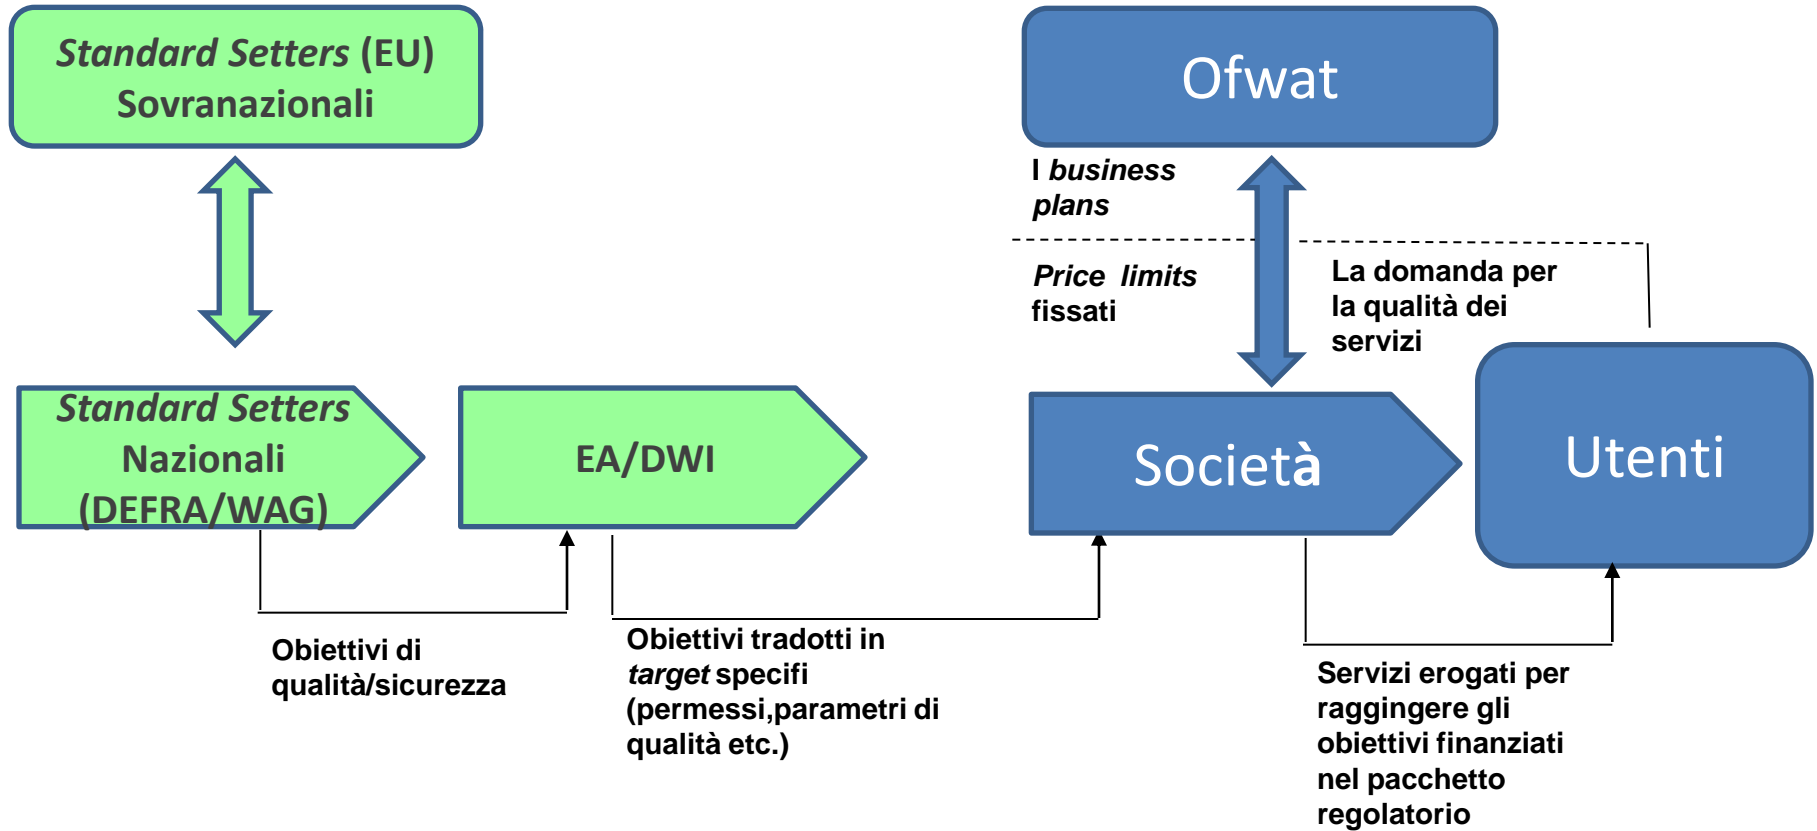 Standard Setters (EU)
Sovranazionali
Ofwat
I business
plans
Price limits
fissati
La domanda per
la qualità dei
servizi
Standard Setters
Nazionali
(DEFRA/WAG)
EA/DWI
Società
Utenti
Obiettivi di
qualità/sicurezza
Obiettivi tradotti in
target specifi
(permessi,parametri di
qualità etc.)
Servizi erogati per
raggingere gli
obiettivi finanziati
nel pacchetto
regolatorio